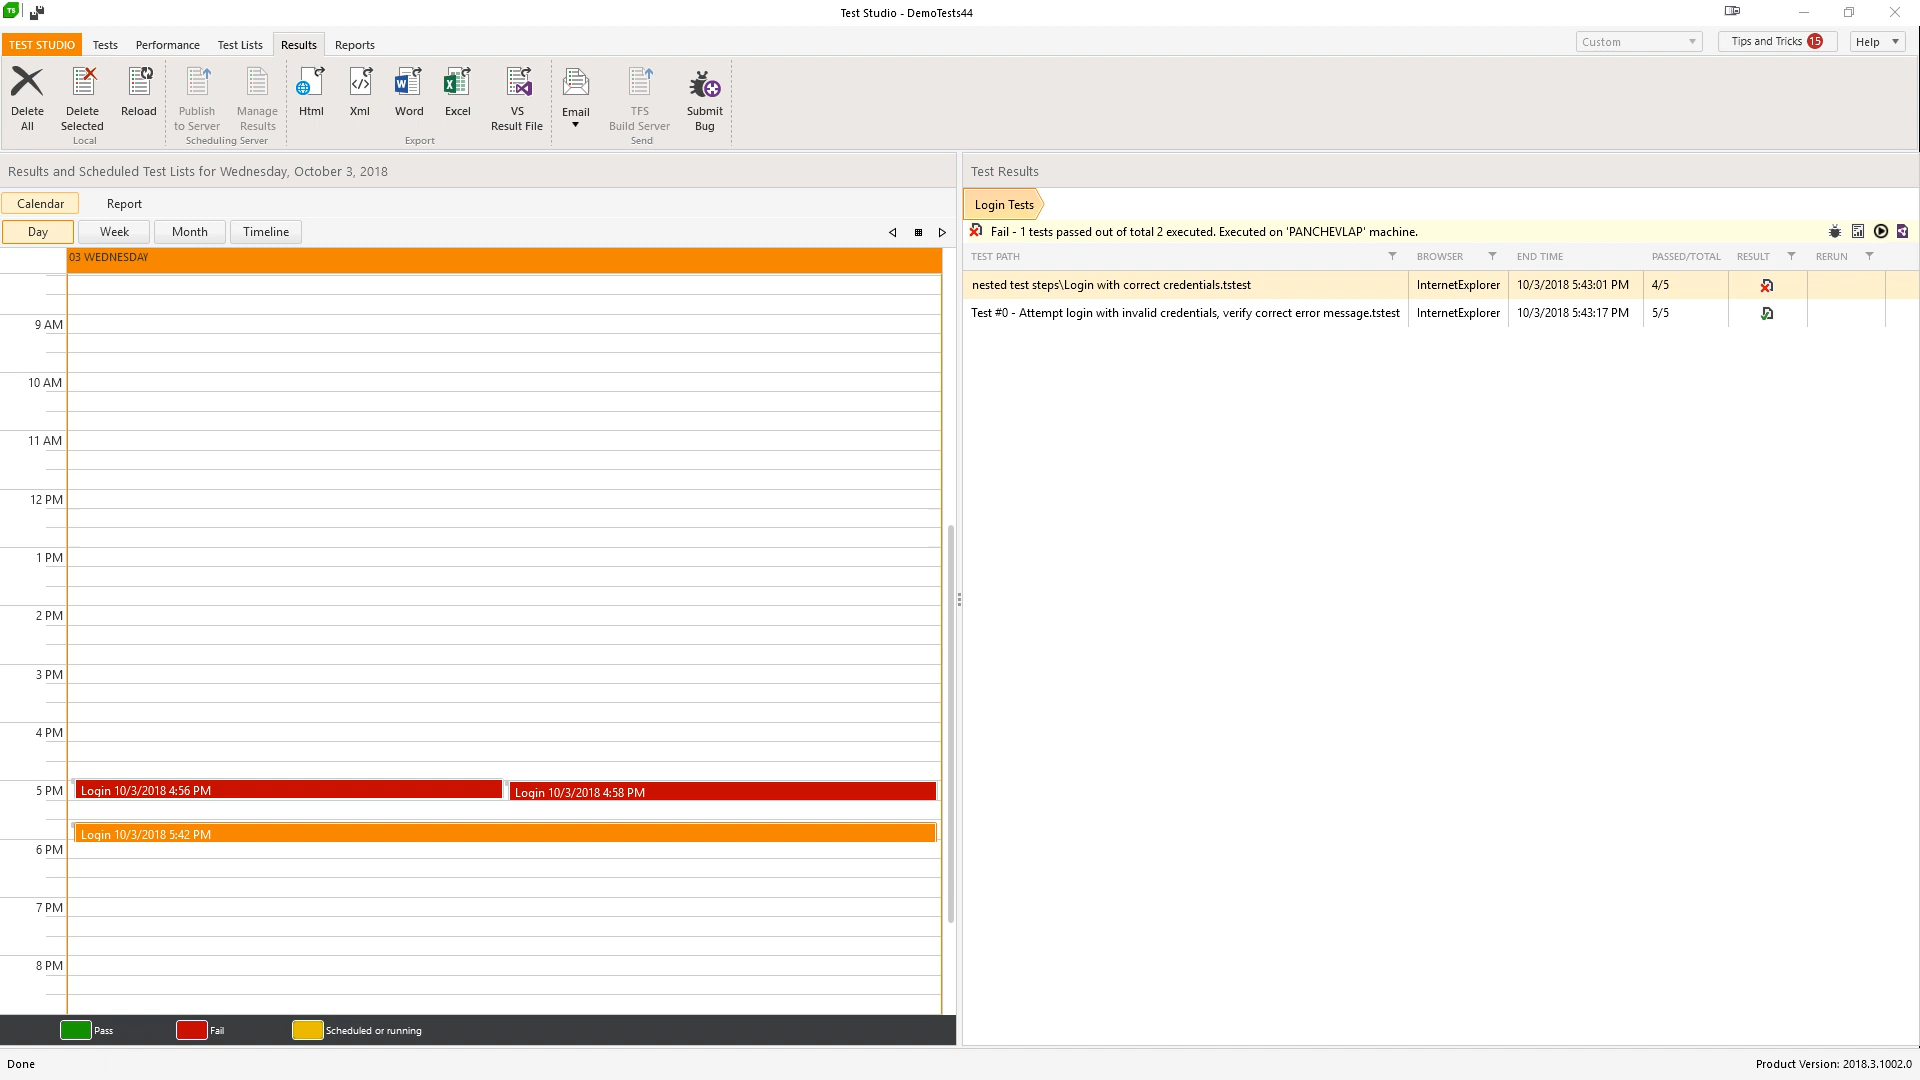 TS
Test Studio - DemoTests44
TEST STUDIO Tests Performance Test Lists Results Reports
Custom Tips and Tricks 15 Help
Delete All Delete Selected Reload Publish to Server Manage Results Html Xml Word Excel VS Result File Email TFS Build Server Submit Bug
Local Scheduling Server Export Send
Results and Scheduled Test Lists for Wednesday, October 3, 2018
Calendar Report
Day Week Month Timeline
03 WEDNESDAY
9 AM
10 AM
11 AM
12 PM
1 PM
2 PM
3 PM
4 PM
5 PM
Login 10/3/2018 4:56 PM Login 10/3/2018 4:58 PM
Login 10/3/2018 5:42 PM
6 PM
7 PM
8 PM
Pass Fail Scheduled or running
Test Results
Login Tests
Fail - 1 tests passed out of total 2 executed. Executed on 'PANCHEVLAP' machine.
TEST PATH BROWSER END TIME PASSED/TOTAL RESULT RERUN
nested test steps\Login with correct credentials.tstest InternetExplorer 10/3/2018 5:43:01 PM 4/5
Test #0 - Attempt login with invalid credentials, verify correct error message.tstest InternetExplorer 10/3/2018 5:43:17 PM 5/5
Done
Product Version: 2018.3.1002.0